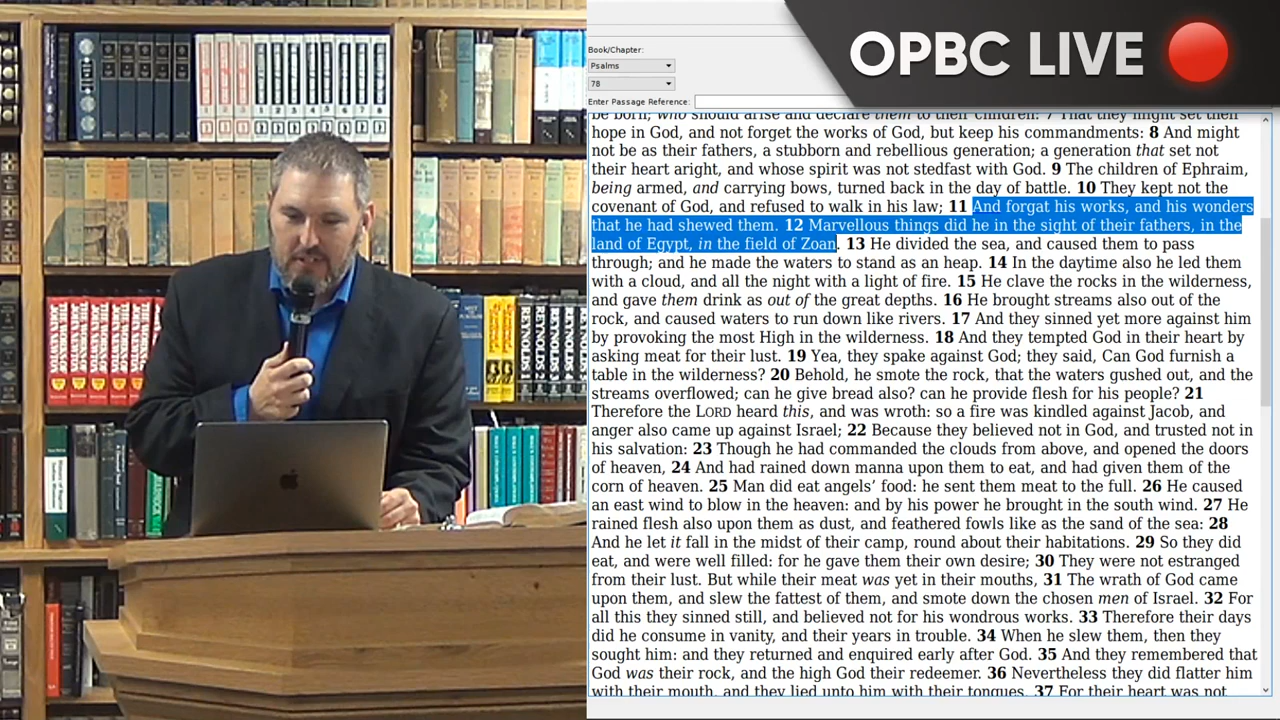 OPBC LIVE
Book/Chapter:
Psalms
78
Enter Passage Reference:
be born; who should arise and declare them to their children: 7 That they might set their
hope in God, and not forget the works of God, but keep his commandments: 8 And might
not be as their fathers, a stubborn and rebellious generation; a generation that set not
their heart aright, and whose spirit was not stedfast with God. 9 The children of Ephraim,
being armed, and carrying bows, turned back in the day of battle. 10 They kept not the
covenant of God, and refused to walk in his law; 11 And forgat his works, and his wonders
that he had shewed them. 12 Marvellous things did he in the sight of their fathers, in the
land of Egypt, in the field of Zoan. 13 He divided the sea, and caused them to pass
through; and he made the waters to stand as an heap. 14 In the daytime also he led them
with a cloud, and all the night with a light of fire. 15 He clave the rocks in the wilderness,
and gave them drink as out of the great depths. 16 He brought streams also out of the
rock, and caused waters to run down like rivers. 17 And they sinned yet more against him
by provoking the most High in the wilderness. 18 And they tempted God in their heart by
asking meat for their lust. 19 Yea, they spake against God; they said, Can God furnish a
table in the wilderness? 20 Behold, he smote the rock, that the waters gushed out, and the
streams overflowed; can he give bread also? can he provide flesh for his people? 21
Therefore the LORD heard this, and was wroth: so a fire was kindled against Jacob, and
anger also came up against Israel; 22 Because they believed not in God, and trusted not in
his salvation: 23 Though he had commanded the clouds from above, and opened the doors
of heaven, 24 And had rained down manna upon them to eat, and had given them of the
corn of heaven. 25 Man did eat angels’ food: he sent them meat to the full. 26 He caused
an east wind to blow in the heaven: and by his power he brought in the south wind. 27 He
rained flesh also upon them as dust, and feathered fowls like as the sand of the sea: 28
And he let it fall in the midst of their camp, round about their habitations. 29 So they did
eat, and were well filled: for he gave them their own desire; 30 They were not estranged
from their lust. But while their meat was yet in their mouths, 31 The wrath of God came
upon them, and slew the fattest of them, and smote down the chosen men of Israel. 32 For
all this they sinned still, and believed not for his wondrous works. 33 Therefore their days
did he consume in vanity, and their years in trouble. 34 When he slew them, then they
sought him: and they returned and enquired early after God. 35 And they remembered that
God was their rock, and the high God their redeemer. 36 Nevertheless they did flatter him
with their mouth, and they lied unto him with their tongues. 37 For their heart was not
REYNOLDS
REYNOLDS